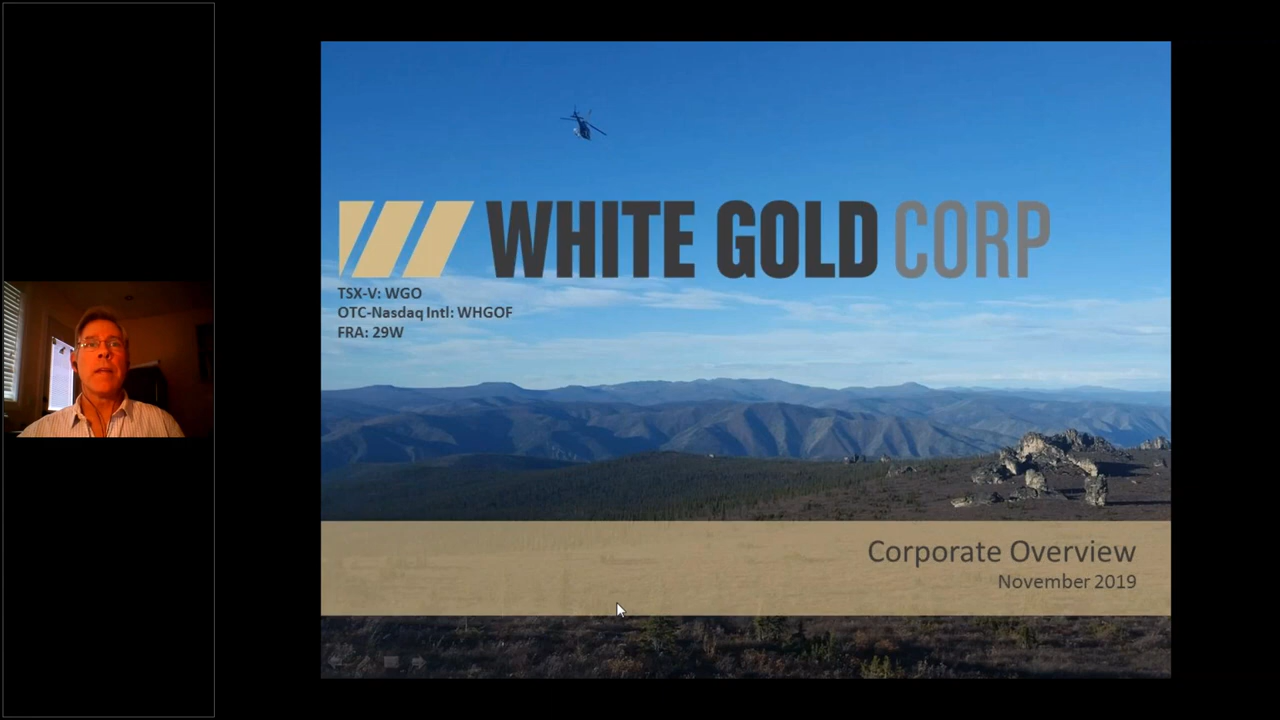 WHITE GOLD CORP
TSX-V: WGO
OTC-Nasdaq Intl: WHGOF
FRA: 29W
Corporate Overview
November 2019